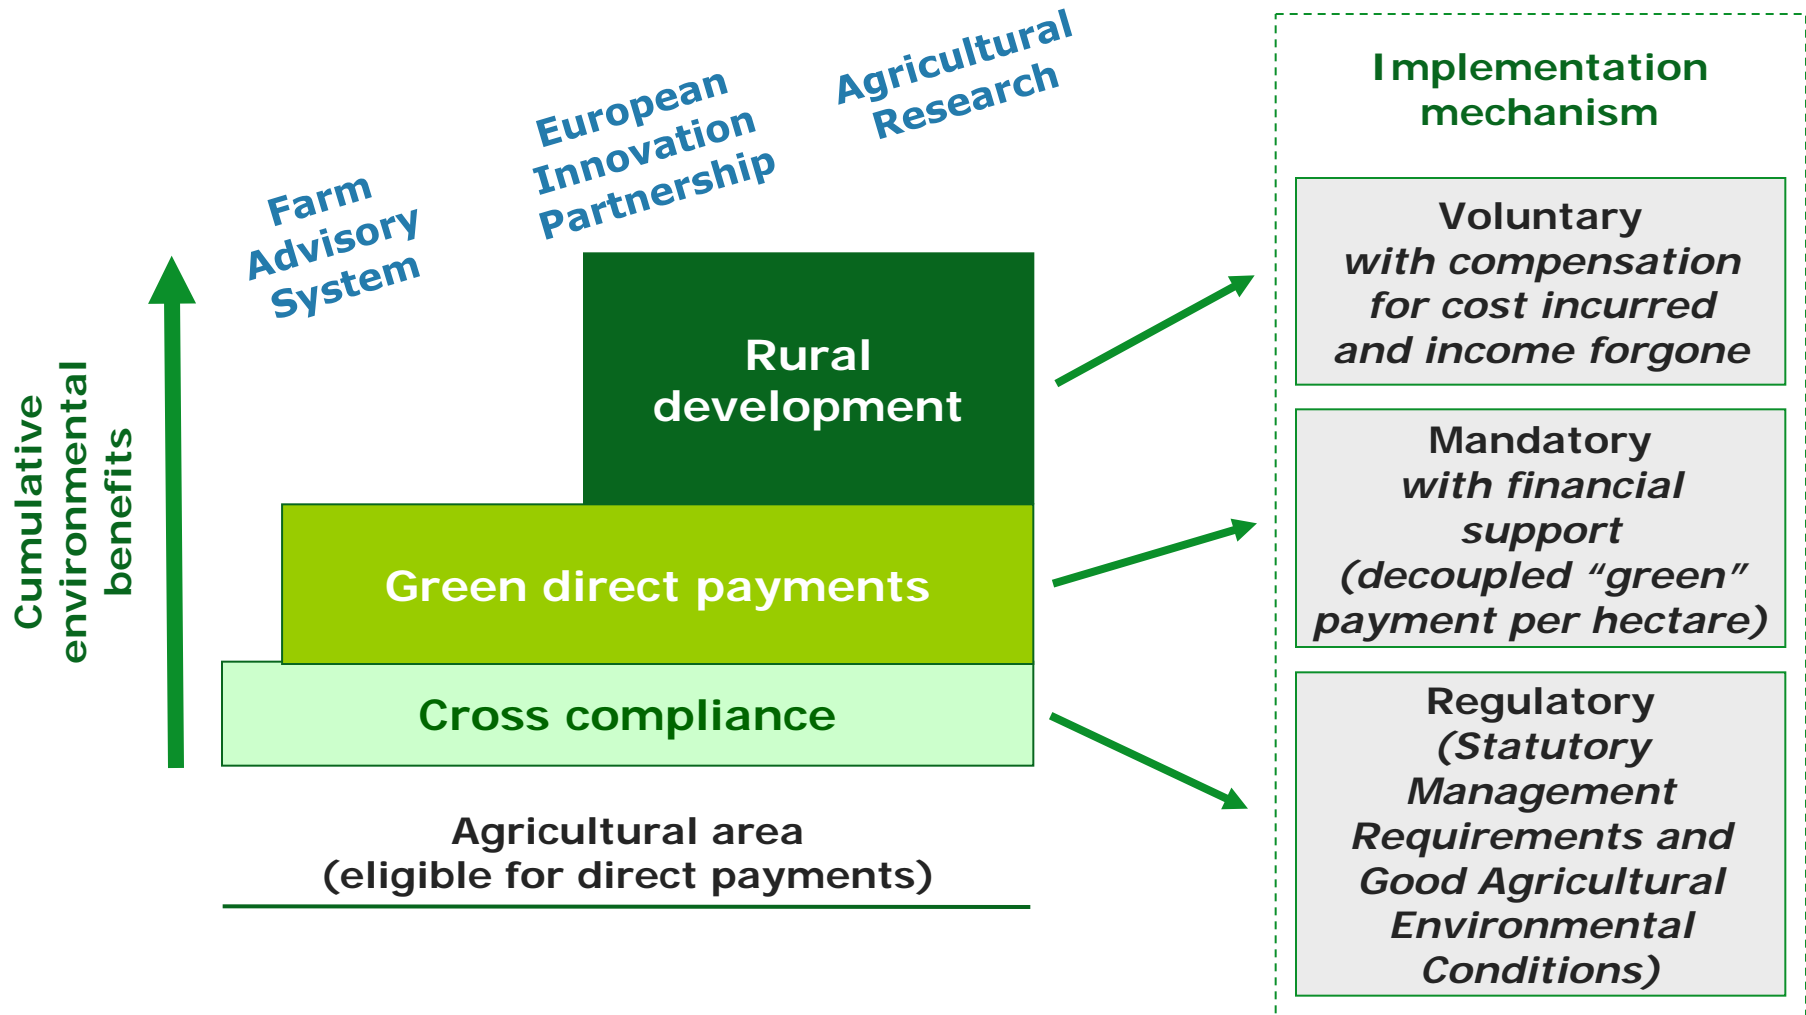 Farm
Advisory
System
European
Innovation
Partnership
Agricultural
Research
Cumulative
environmental
benefits
Rural
development
Green direct payments
Cross compliance
Agricultural area
(eligible for direct payments)
Implementation
mechanism
Voluntary
with compensation
for cost incurred
and income forgone
Mandatory
with financial
support
(decoupled “green”
payment per hectare)
Regulatory
(Statutory
Management
Requirements and
Good Agricultural
Environmental
Conditions)